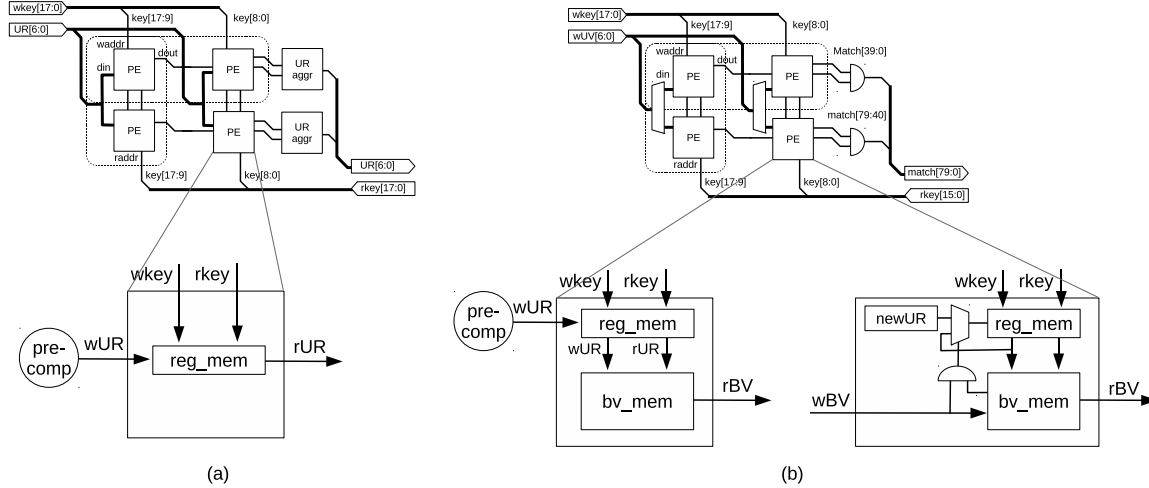 wkey[17:0]
UR[6:0]
key[17:9]
key[8:0]
waddr
dout
din
PE
PE
UR
aggr
PE
PE
UR
aggr
raddr
UR[6:0]
key[17:9]
key[8:0]
rkey[17:0]
wkey
rkey
pre-
comp
wUR
reg_mem
rUR
(a)
wkey[17:0]
wUV[6:0]
key[17:9]
key[8:0]
waddr
dout
din
PE
PE
Match[39:0]
match[79:40]
PE
PE
raddr
match[79:0]
key[17:9]
key[8:0]
rkey[15:0]
wkey
rkey
pre-
comp
wUR
reg_mem
wUR
rUR
bv_mem
rBV
wkey
rkey
newUR
reg_mem
wBV
bv_mem
rBV
(b)